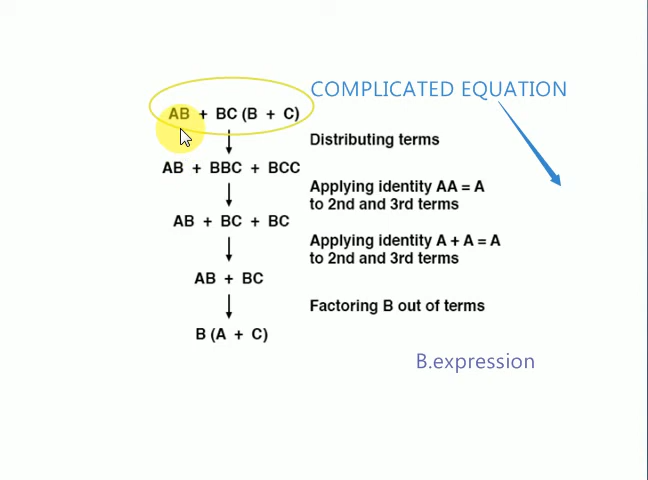 COMPLICATED EQUATION
AB + BC (B + C)
Distributing terms
AB + BBC + BCC
Applying identity AA = A
to 2nd and 3rd terms
AB + BC + BC
Applying identity A + A = A
to 2nd and 3rd terms
AB + BC
Factoring B out of terms
B (A + C)
B.expression